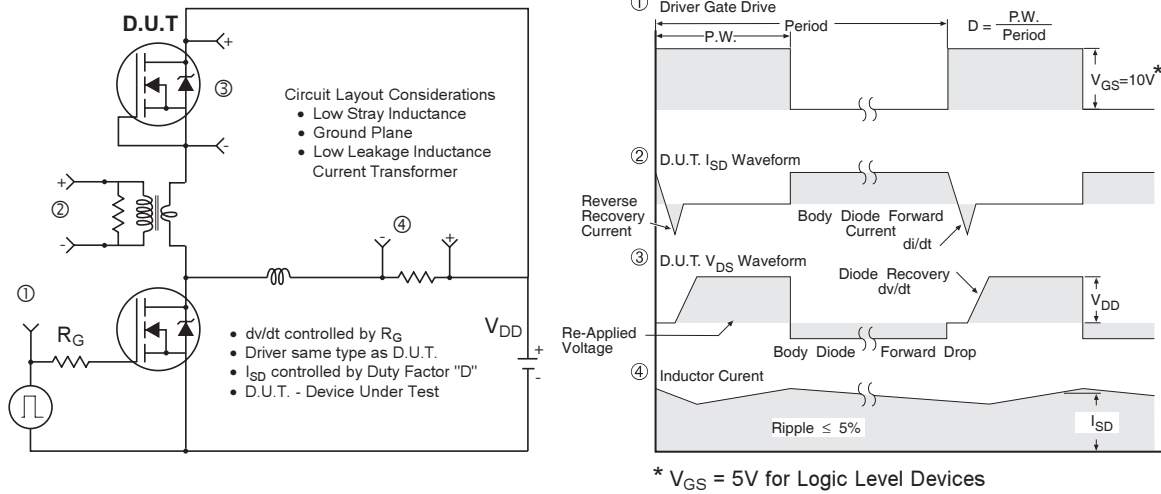 D.U.T
+
③
-
Circuit Layout Considerations
• Low Stray Inductance
• Ground Plane
• Low Leakage Inductance
Current Transformer
+
②
-
④
-
+
①
R_G
V_DD
+
-
• dv/dt controlled by R_G
• Driver same type as D.U.T.
• I_SD controlled by Duty Factor "D"
• D.U.T. - Device Under Test
① Driver Gate Drive
P.W.
Period
D = P.W.
Period
V_GS=10V*
② D.U.T. I_SD Waveform
Reverse
Recovery
Current
Body Diode Forward
Current
di/dt
③ D.U.T. V_DS Waveform
Diode Recovery
dv/dt
V_DD
Re-Applied
Voltage
Body Diode Forward Drop
④ Inductor Curent
Ripple ≤ 5%
I_SD
* V_GS = 5V for Logic Level Devices